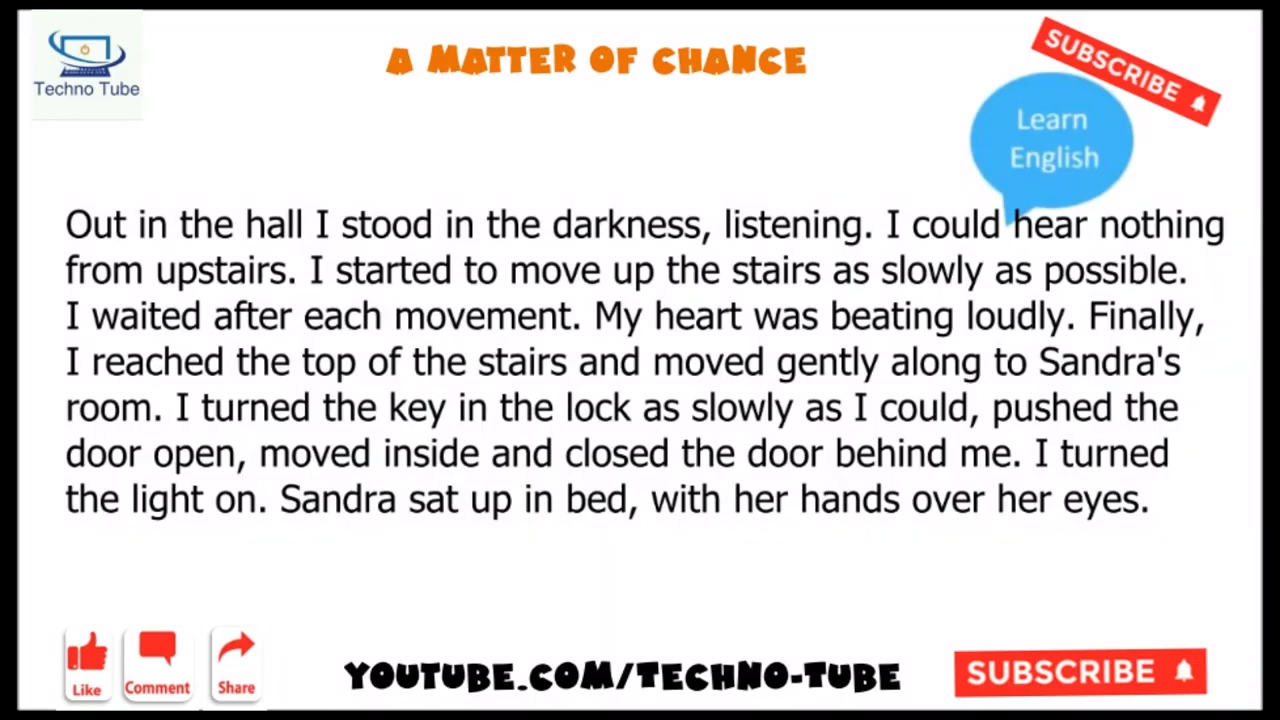 Techno Tube
A MATTER OF CHANCE
SUBSCRIBE
Learn
English
Out in the hall I stood in the darkness, listening. I could hear nothing
from upstairs. I started to move up the stairs as slowly as possible.
I waited after each movement. My heart was beating loudly. Finally,
I reached the top of the stairs and moved gently along to Sandra's
room. I turned the key in the lock as slowly as I could, pushed the
door open, moved inside and closed the door behind me. I turned
the light on. Sandra sat up in bed, with her hands over her eyes.
Like
Comment
Share
YOUTUBE.COM/TECHNO-TUBE
SUBSCRIBE